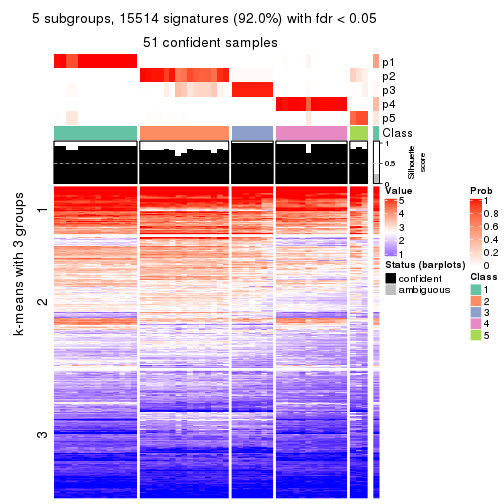 5 subgroups, 15514 signatures (92.0%) with fdr < 0.05
51 confident samples
p1
p2
p3
p4
p5
Class
1
0.5
0
Silhouette
score
k-means with 3 groups
1
2
3
Value
5
4
3
2
1
Status (barplots)
confident
ambiguous
Prob
1
0.8
0.6
0.4
0.2
0
Class
1
2
3
4
5